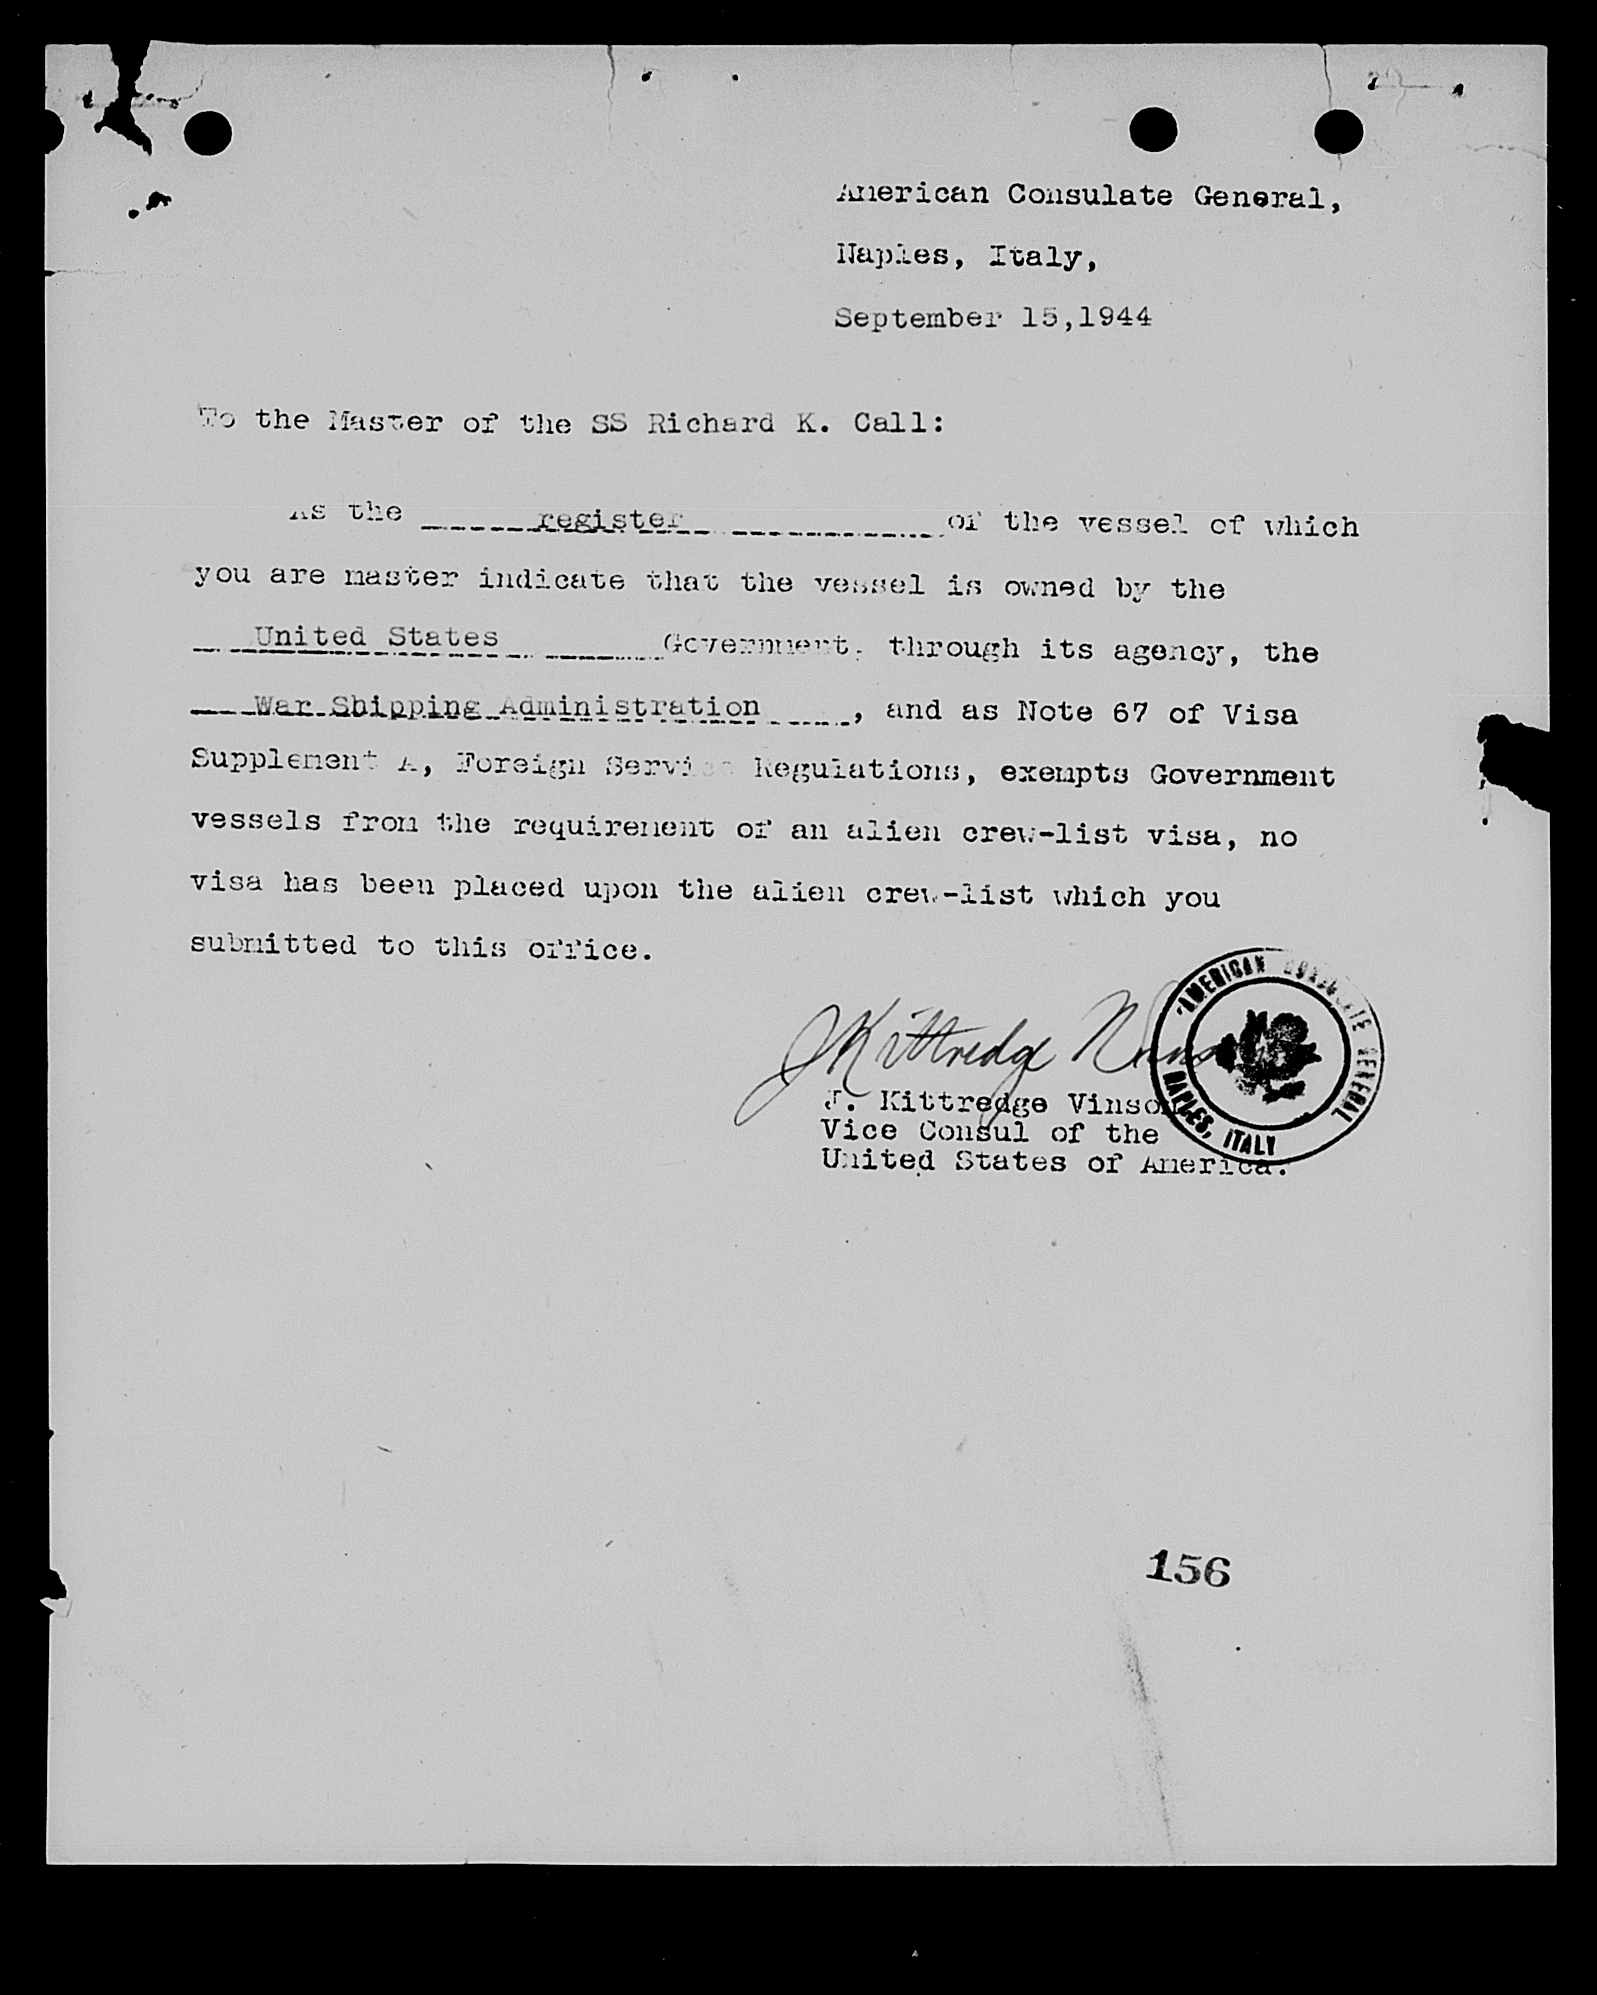 American Consulate General,
Naples, Italy,
September 15,1944
To the Master of the SS Richard K. Call:
As the register of the vessel of which
you are master indicate that the vessel is owned by the
United States Government, through its agency, the
War Shipping Administration, and as Note 67 of Visa
Supplement A, Foreign Service Regulations, exempts Government
vessels from the requirement of an alien crew-list visa, no
visa has been placed upon the alien crew-list which you
submitted to this office.
J Kittredge Vinson
AMERICAN CONSULATE GENERAL
NAPLES, ITALY
J. Kittredge Vinson
Vice Consul of the
United States of America.
156